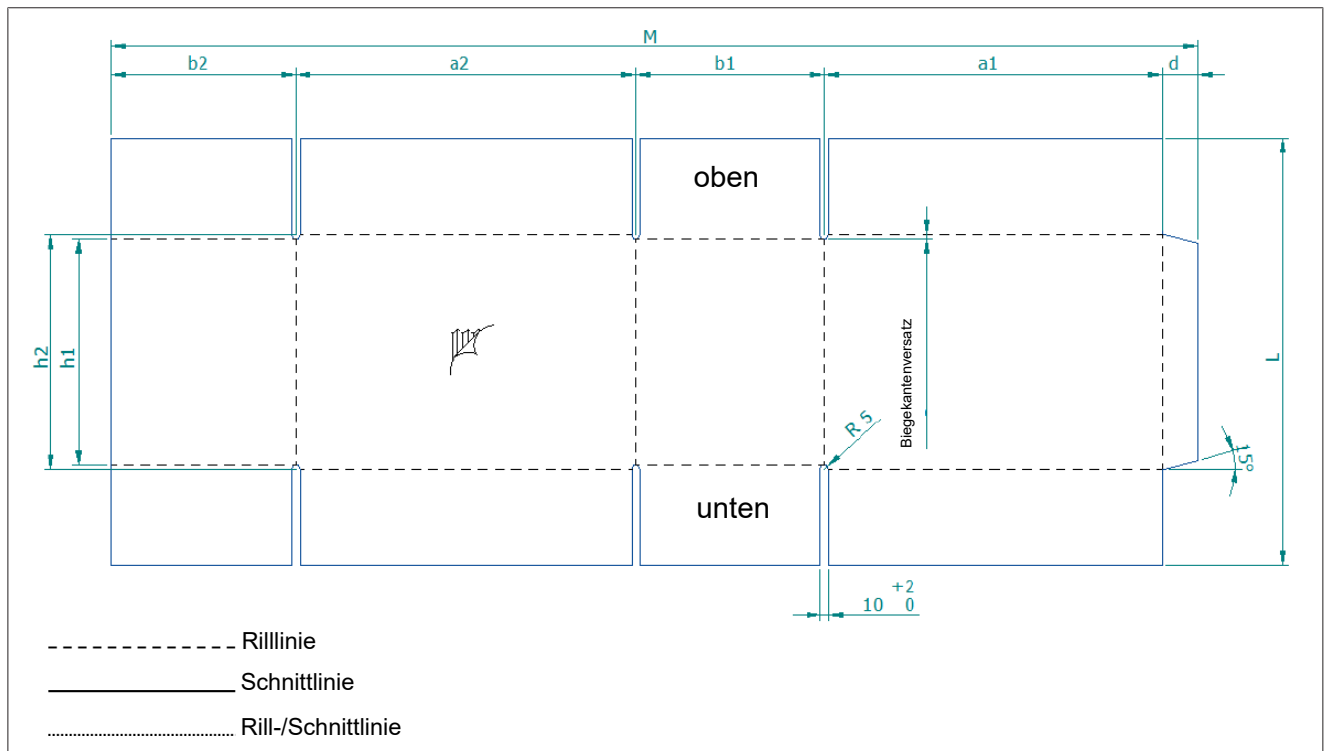 M
b2 a2 b1 a1 d
oben
h2 h1
Biegekantenversatz
L
R 5
15°
unten
10 +2 0
Rilllinie
Schnittlinie
Rill-/Schnittlinie